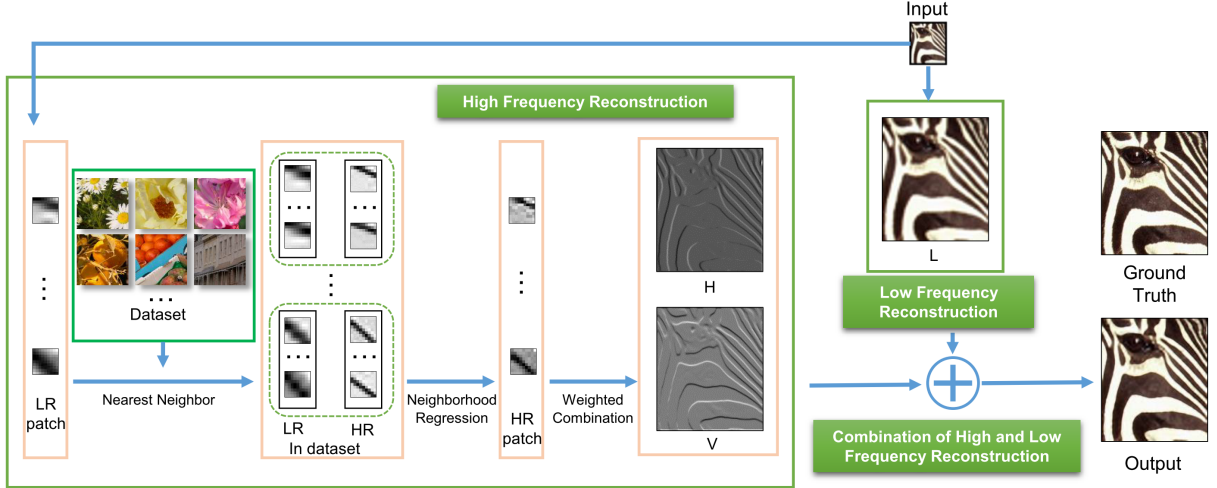 Input
High Frequency Reconstruction
L
Low Frequency
Reconstruction
Ground
Truth
Dataset
Nearest Neighbor
LR
patch
LR
HR
In dataset
Neighborhood
Regression
HR
patch
Weighted
Combination
H
V
Combination of High and Low
Frequency Reconstruction
Output